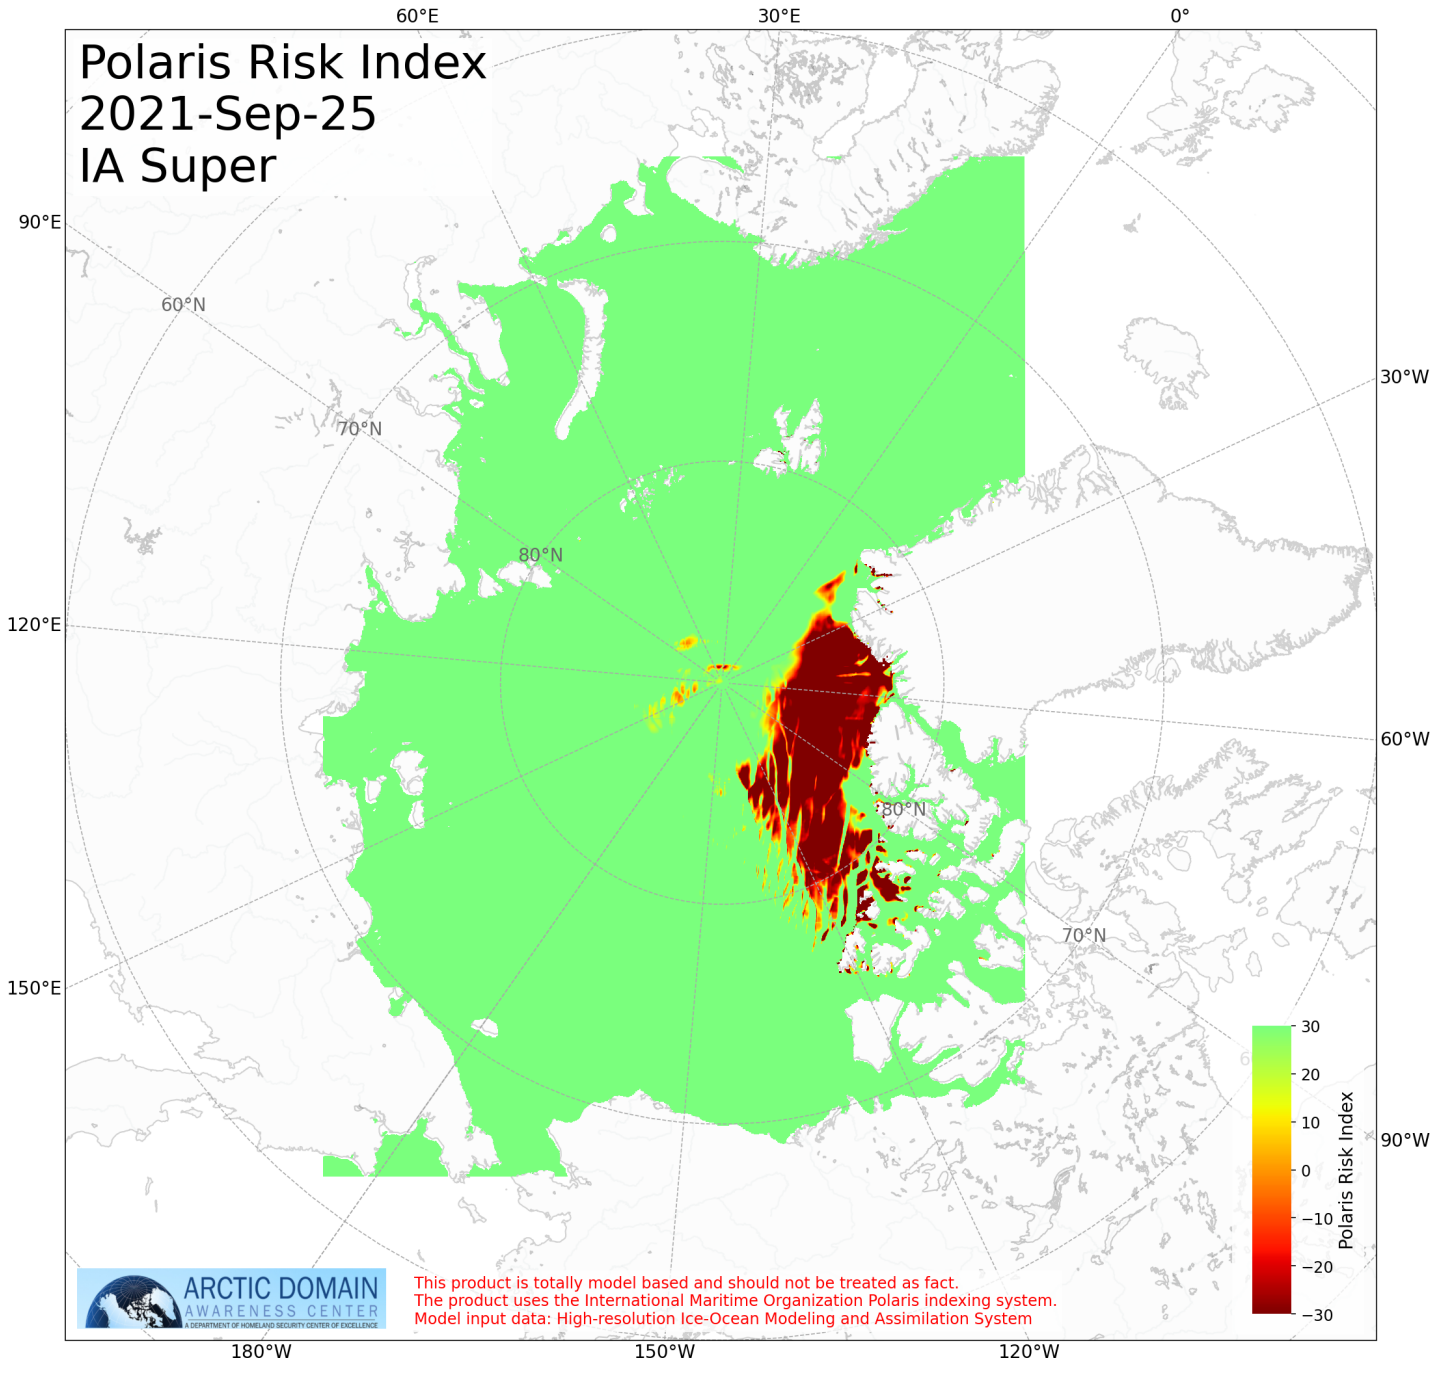 60°E 30°E 0°
Polaris Risk Index
2021-Sep-25
IA Super
90°E
60°N
30°W
70°N
80°N
120°E
60°W
80°N
70°N
150°E
30
20
10
0
−10
−20
−30
Polaris Risk Index
90°W
ARCTIC DOMAIN
AWARENESS CENTER
A DEPARTMENT OF HOMELAND SECURITY CENTER OF EXCELLENCE
This product is totally model based and should not be treated as fact.
The product uses the International Maritime Organization Polaris indexing system.
Model input data: High-resolution Ice-Ocean Modeling and Assimilation System
180°W 150°W 120°W